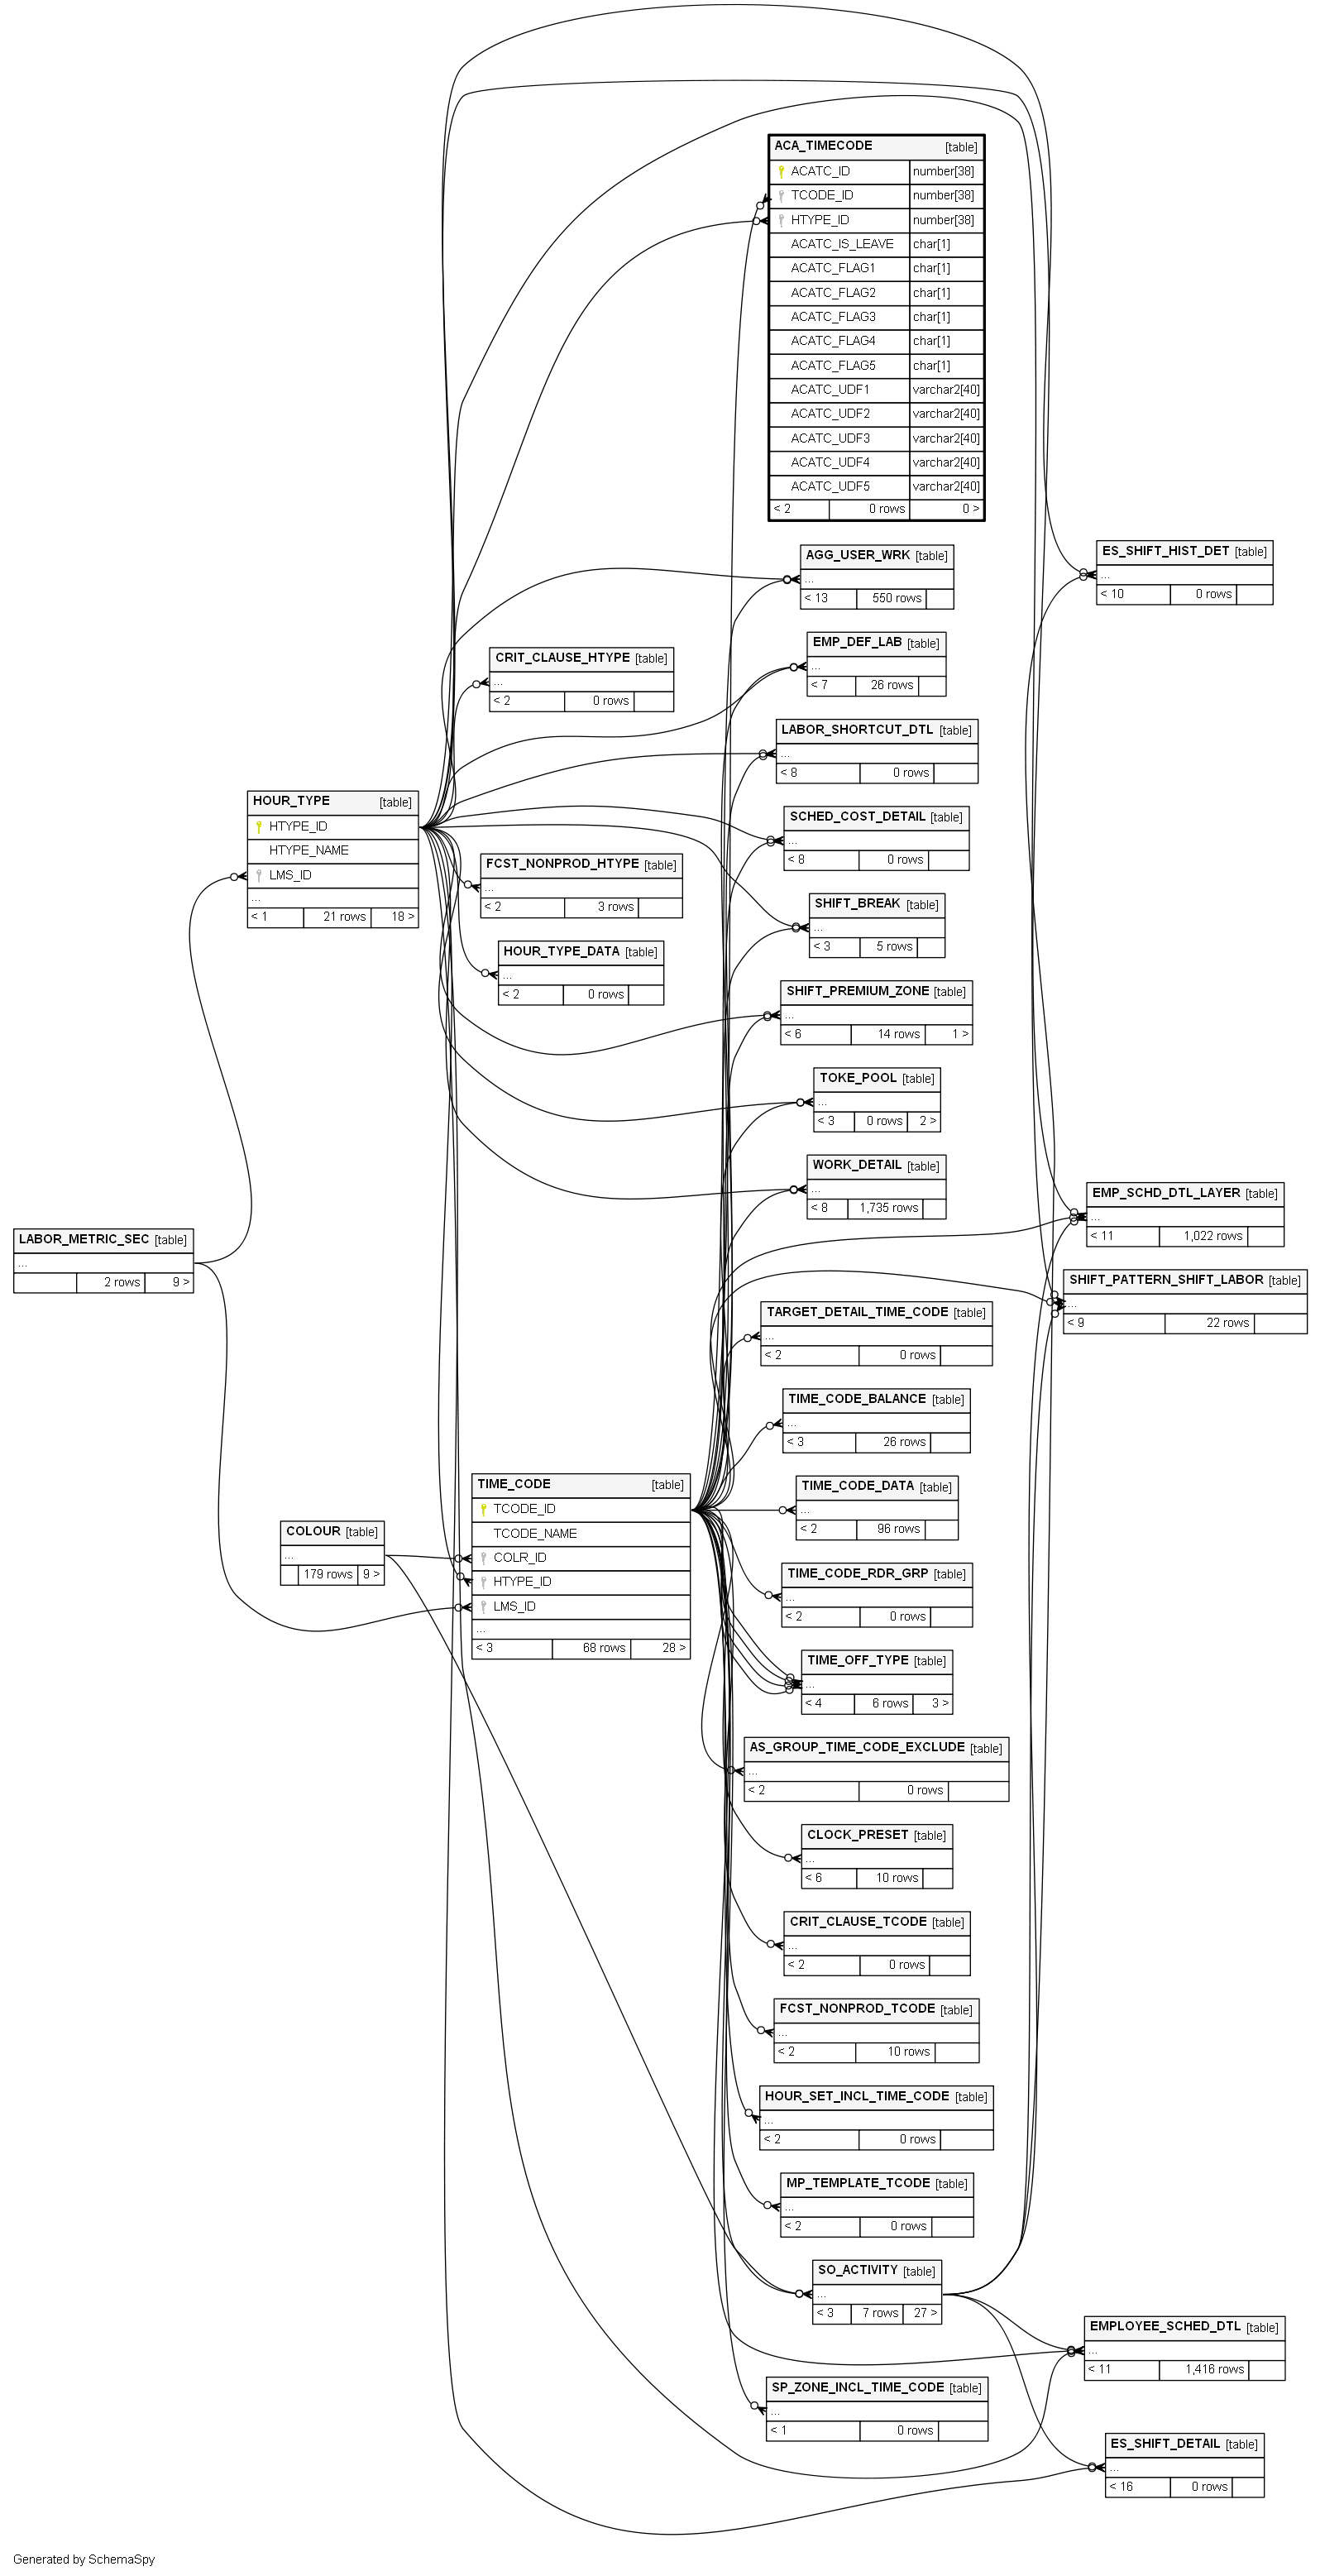 ACA_TIMECODE [table]
ACATC_ID number[38]
TCODE_ID number[38]
HTYPE_ID number[38]
ACATC_IS_LEAVE char[1]
ACATC_FLAG1 char[1]
ACATC_FLAG2 char[1]
ACATC_FLAG3 char[1]
ACATC_FLAG4 char[1]
ACATC_FLAG5 char[1]
ACATC_UDF1 varchar2[40]
ACATC_UDF2 varchar2[40]
ACATC_UDF3 varchar2[40]
ACATC_UDF4 varchar2[40]
ACATC_UDF5 varchar2[40]
< 2 0 rows 0 >
AGG_USER_WRK [table]
...
< 13 550 rows
ES_SHIFT_HIST_DET [table]
...
< 10 0 rows
EMP_DEF_LAB [table]
...
< 7 26 rows
CRIT_CLAUSE_HTYPE [table]
...
< 2 0 rows
LABOR_SHORTCUT_DTL [table]
...
< 8 0 rows
HOUR_TYPE [table]
HTYPE_ID
HTYPE_NAME
LMS_ID
...
< 1 21 rows 18 >
SCHED_COST_DETAIL [table]
...
< 8 0 rows
FCST_NONPROD_HTYPE [table]
...
< 2 3 rows
SHIFT_BREAK [table]
...
< 3 5 rows
HOUR_TYPE_DATA [table]
...
< 2 0 rows
SHIFT_PREMIUM_ZONE [table]
...
< 6 14 rows 1 >
TOKE_POOL [table]
...
< 3 0 rows 2 >
WORK_DETAIL [table]
...
< 8 1,735 rows
EMP_SCHD_DTL_LAYER [table]
...
< 11 1,022 rows
LABOR_METRIC_SEC [table]
...
2 rows 9 >
SHIFT_PATTERN_SHIFT_LABOR [table]
...
< 9 22 rows
TARGET_DETAIL_TIME_CODE [table]
...
< 2 0 rows
TIME_CODE_BALANCE [table]
...
< 3 26 rows
TIME_CODE [table]
TCODE_ID
TCODE_NAME
COLR_ID
HTYPE_ID
LMS_ID
...
< 3 68 rows 28 >
COLOUR [table]
...
179 rows 9 >
TIME_CODE_DATA [table]
...
< 2 96 rows
TIME_CODE_RDR_GRP [table]
...
< 2 0 rows
TIME_OFF_TYPE [table]
...
< 4 6 rows 3 >
AS_GROUP_TIME_CODE_EXCLUDE [table]
...
< 2 0 rows
CLOCK_PRESET [table]
...
< 6 10 rows
CRIT_CLAUSE_TCODE [table]
...
< 2 0 rows
FCST_NONPROD_TCODE [table]
...
< 2 10 rows
HOUR_SET_INCL_TIME_CODE [table]
...
< 2 0 rows
MP_TEMPLATE_TCODE [table]
...
< 2 0 rows
SO_ACTIVITY [table]
...
< 3 7 rows 27 >
EMPLOYEE_SCHED_DTL [table]
...
< 11 1,416 rows
SP_ZONE_INCL_TIME_CODE [table]
...
< 1 0 rows
ES_SHIFT_DETAIL [table]
...
< 16 0 rows
Generated by SchemaSpy